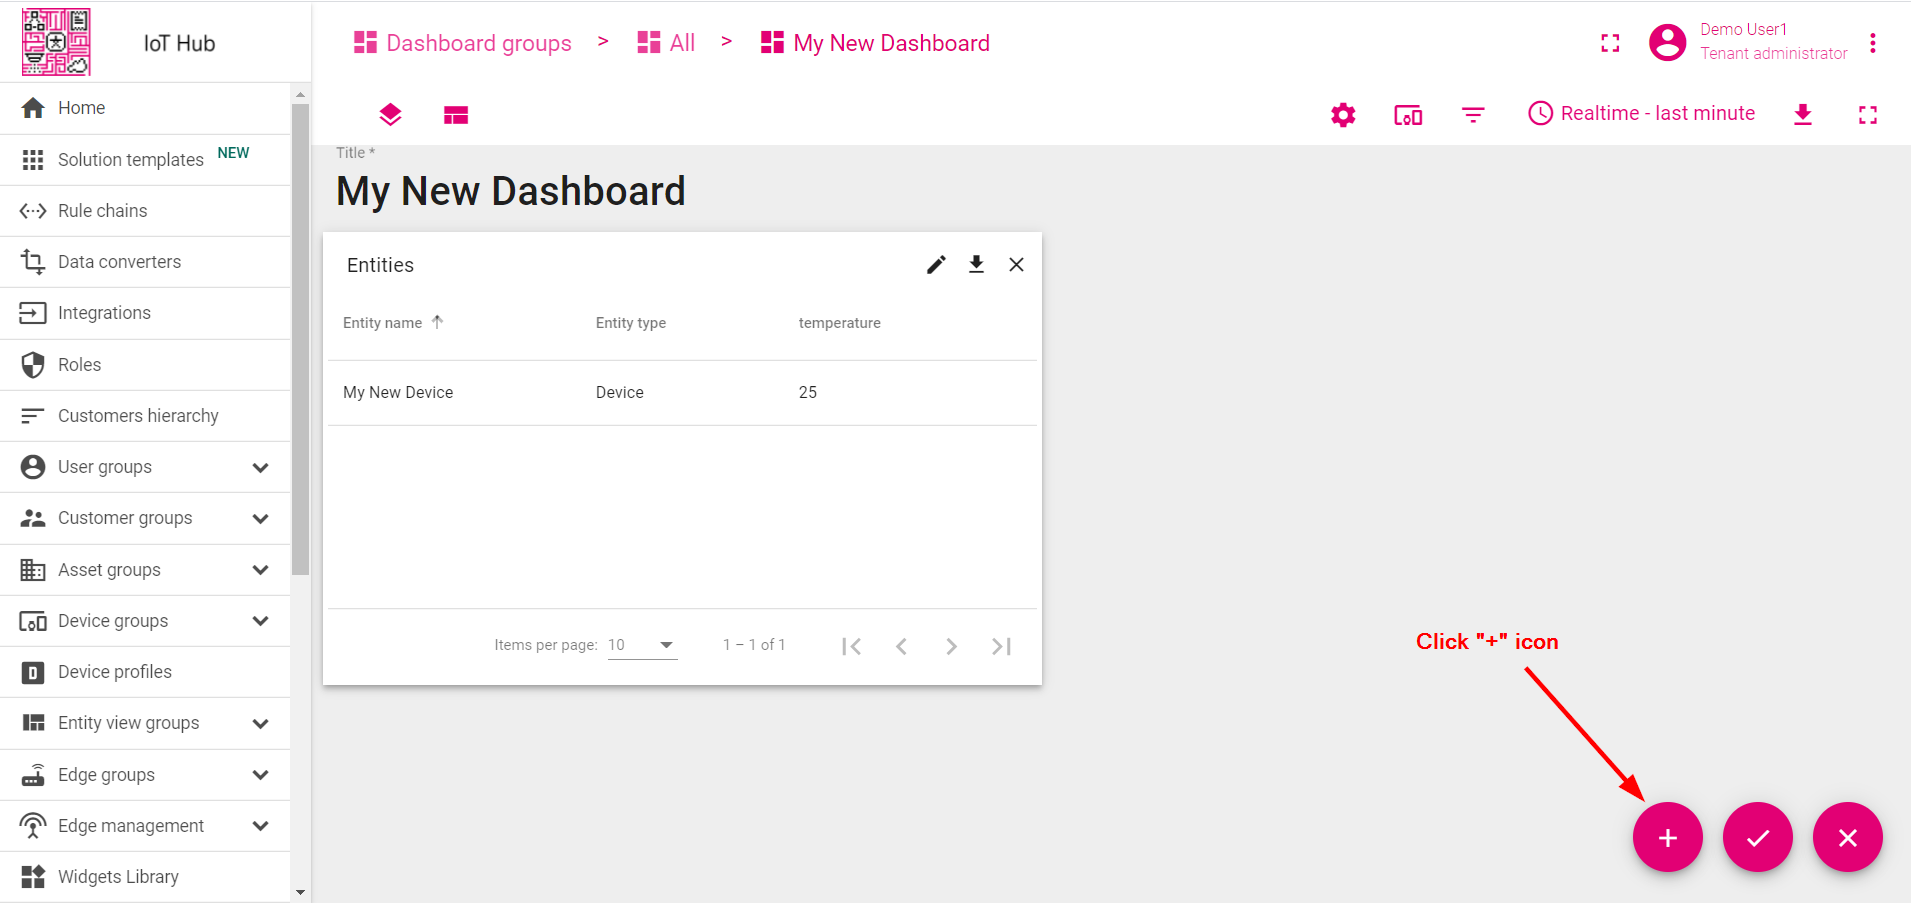 IoT Hub
Dashboard groups > All > My New Dashboard
Demo User1
Tenant administrator
Realtime - last minute
Home
Solution templates NEW
Rule chains
Data converters
Integrations
Roles
Customers hierarchy
User groups
Customer groups
Asset groups
Device groups
D Device profiles
Entity view groups
Edge groups
Edge management
Widgets Library
Title *
My New Dashboard
Entities
Entity name Entity type temperature
My New Device Device 25
Items per page: 10 1 – 1 of 1
Click "+" icon